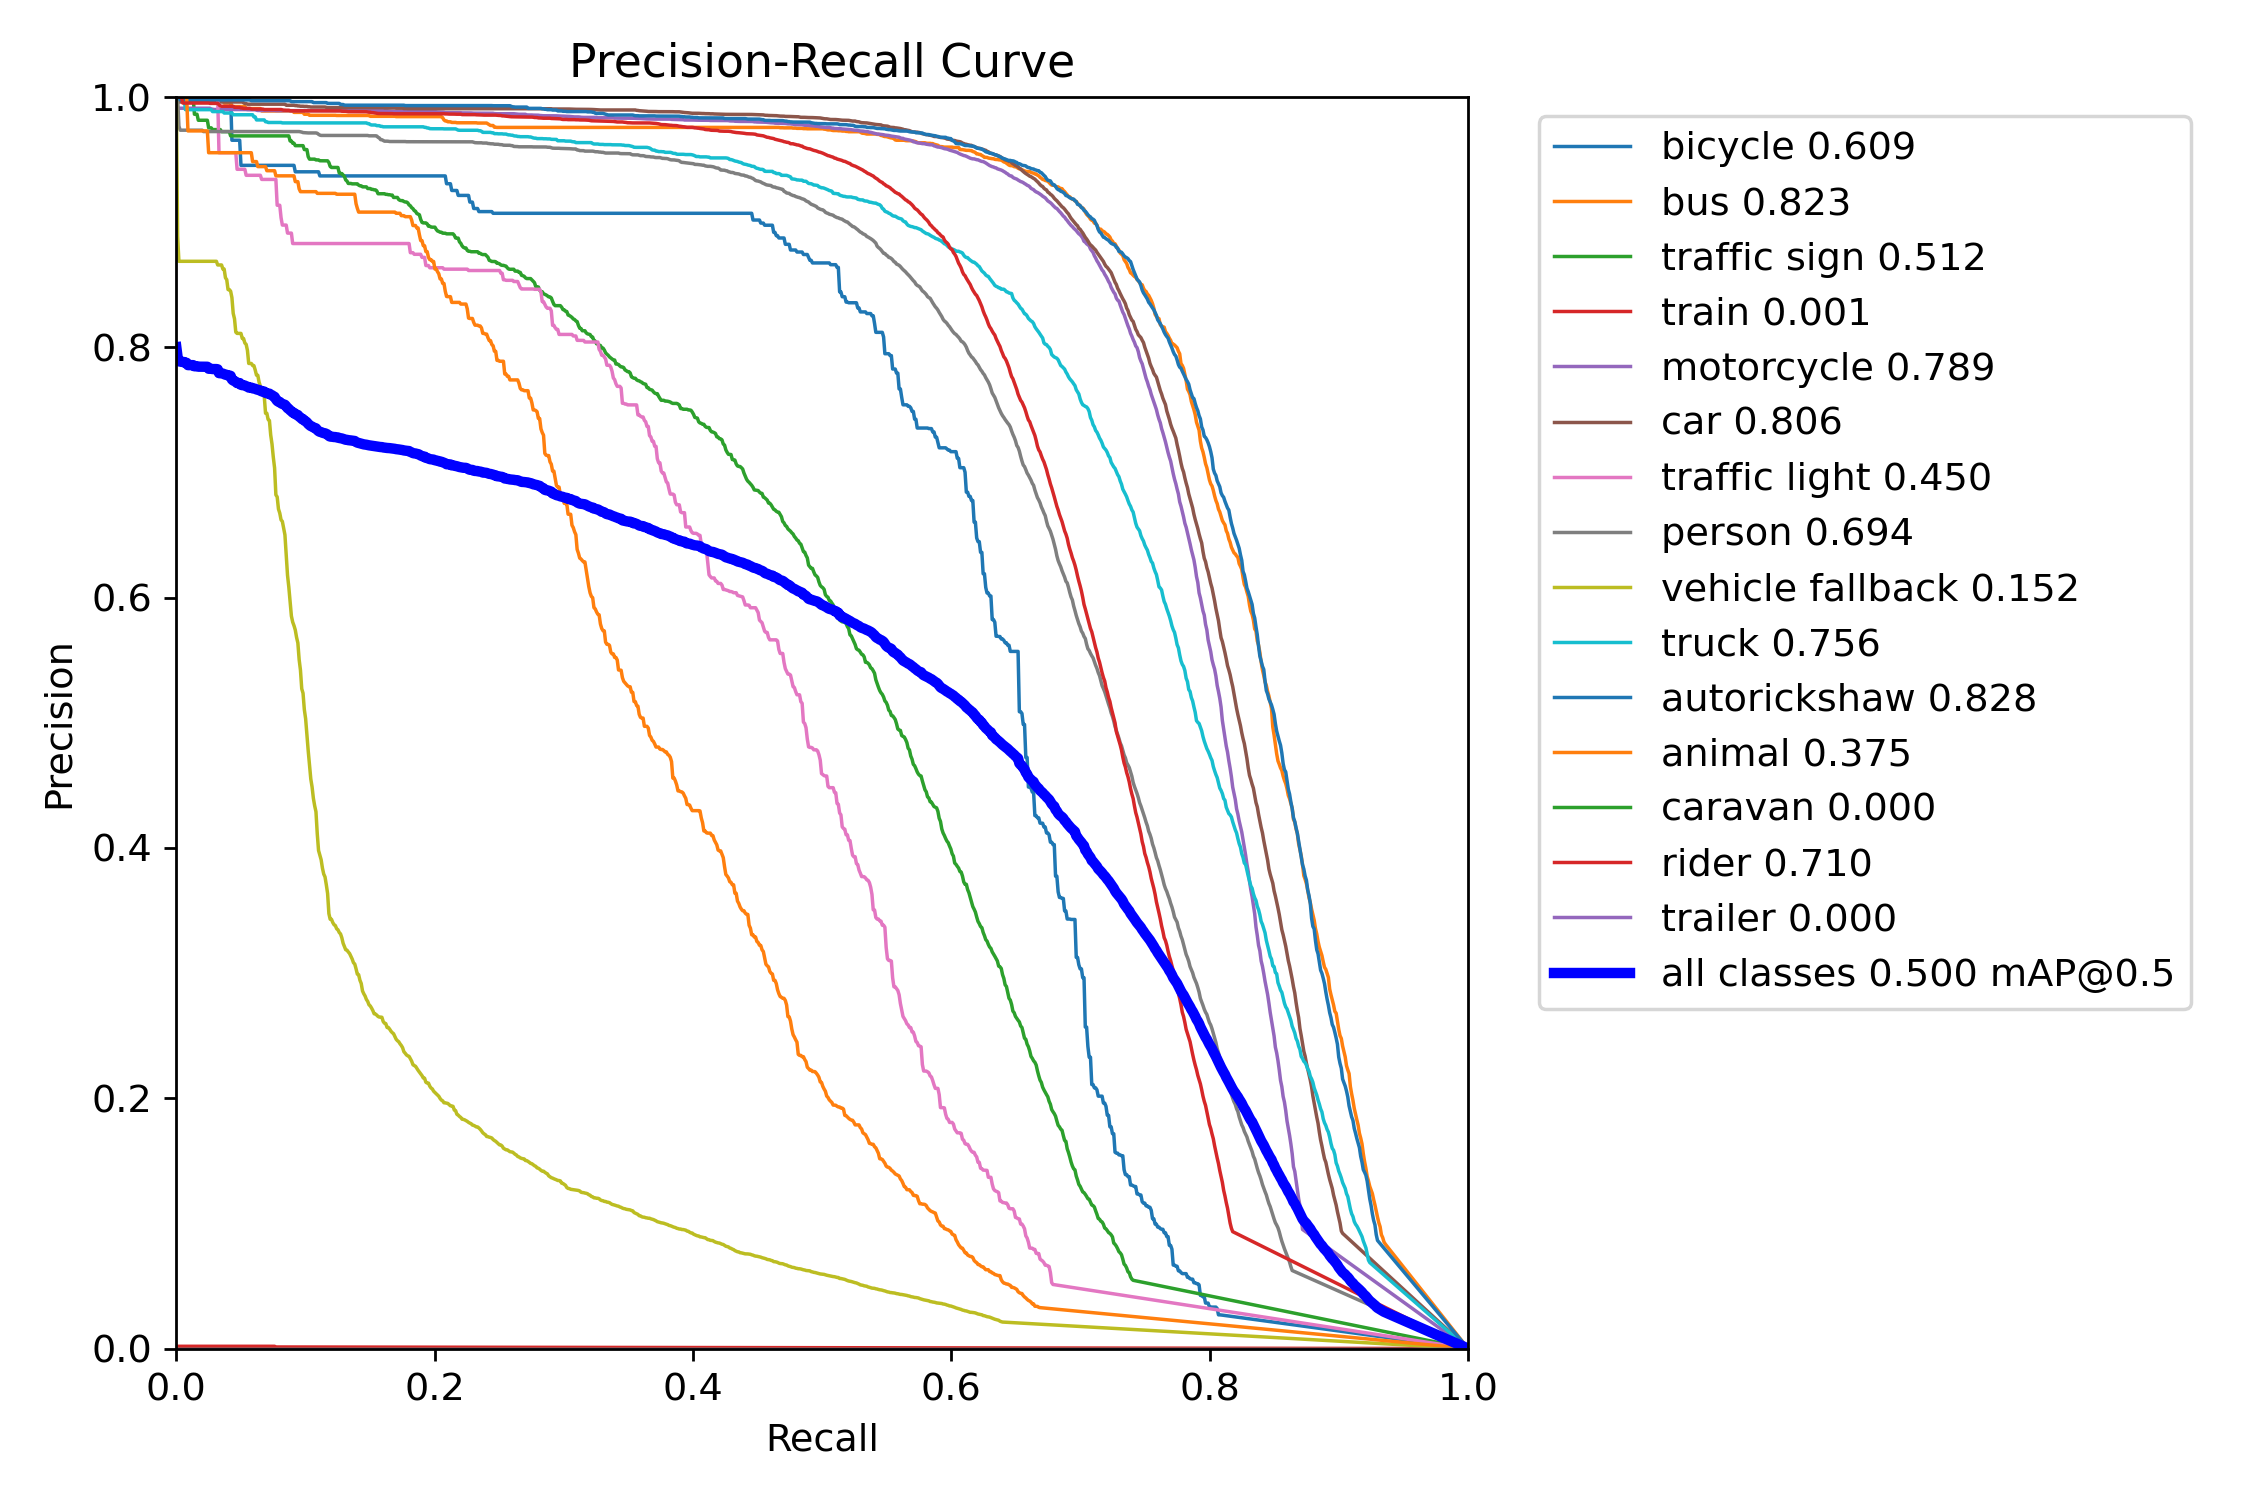 Precision-Recall Curve
1.0
0.8
0.6
0.4
0.2
0.0
Precision
0.0 0.2 0.4 0.6 0.8 1.0
Recall
bicycle 0.609
bus 0.823
traffic sign 0.512
train 0.001
motorcycle 0.789
car 0.806
traffic light 0.450
person 0.694
vehicle fallback 0.152
truck 0.756
autorickshaw 0.828
animal 0.375
caravan 0.000
rider 0.710
trailer 0.000
all classes 0.500 mAP@0.5